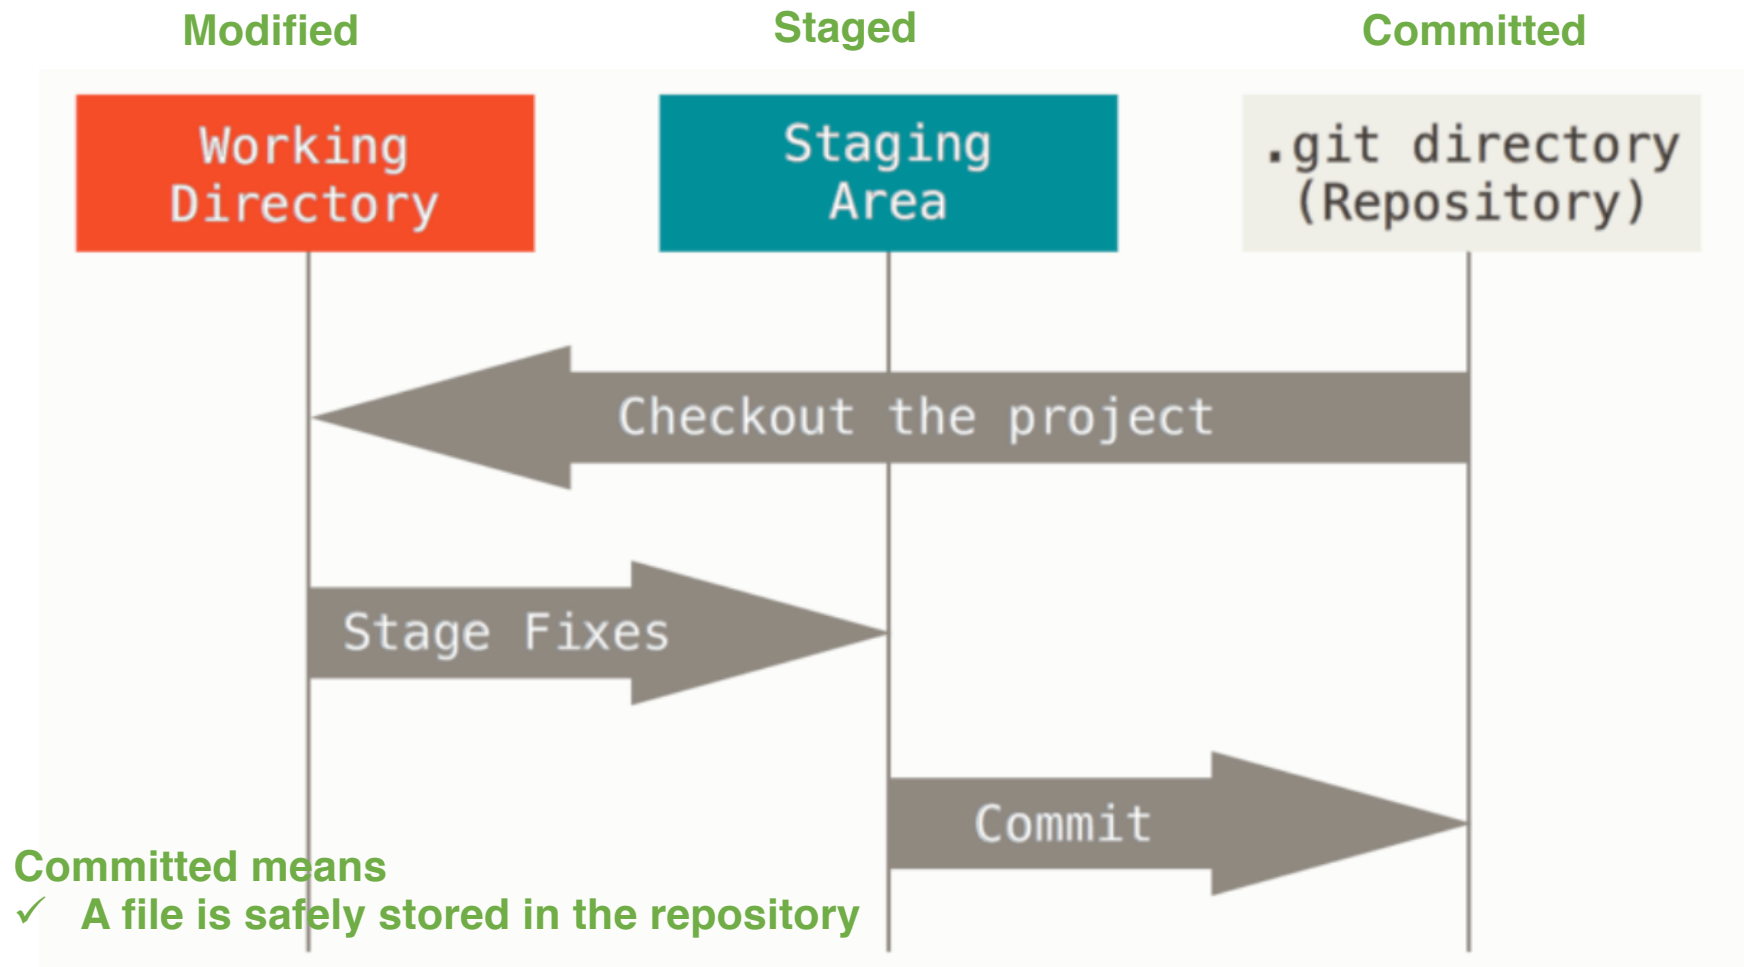 Modified
Staged
Committed
Working
Directory
Staging
Area
.git directory
(Repository)
Checkout the project
Stage Fixes
Commit
Committed means
✓ A file is safely stored in the repository